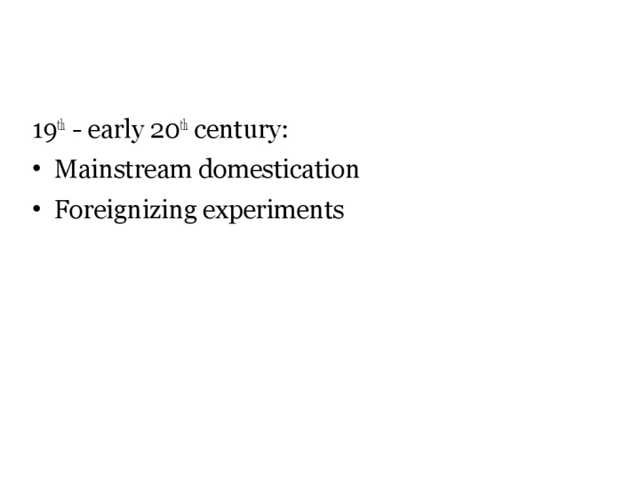 19th - early 20th century:
• Mainstream domestication
• Foreignizing experiments